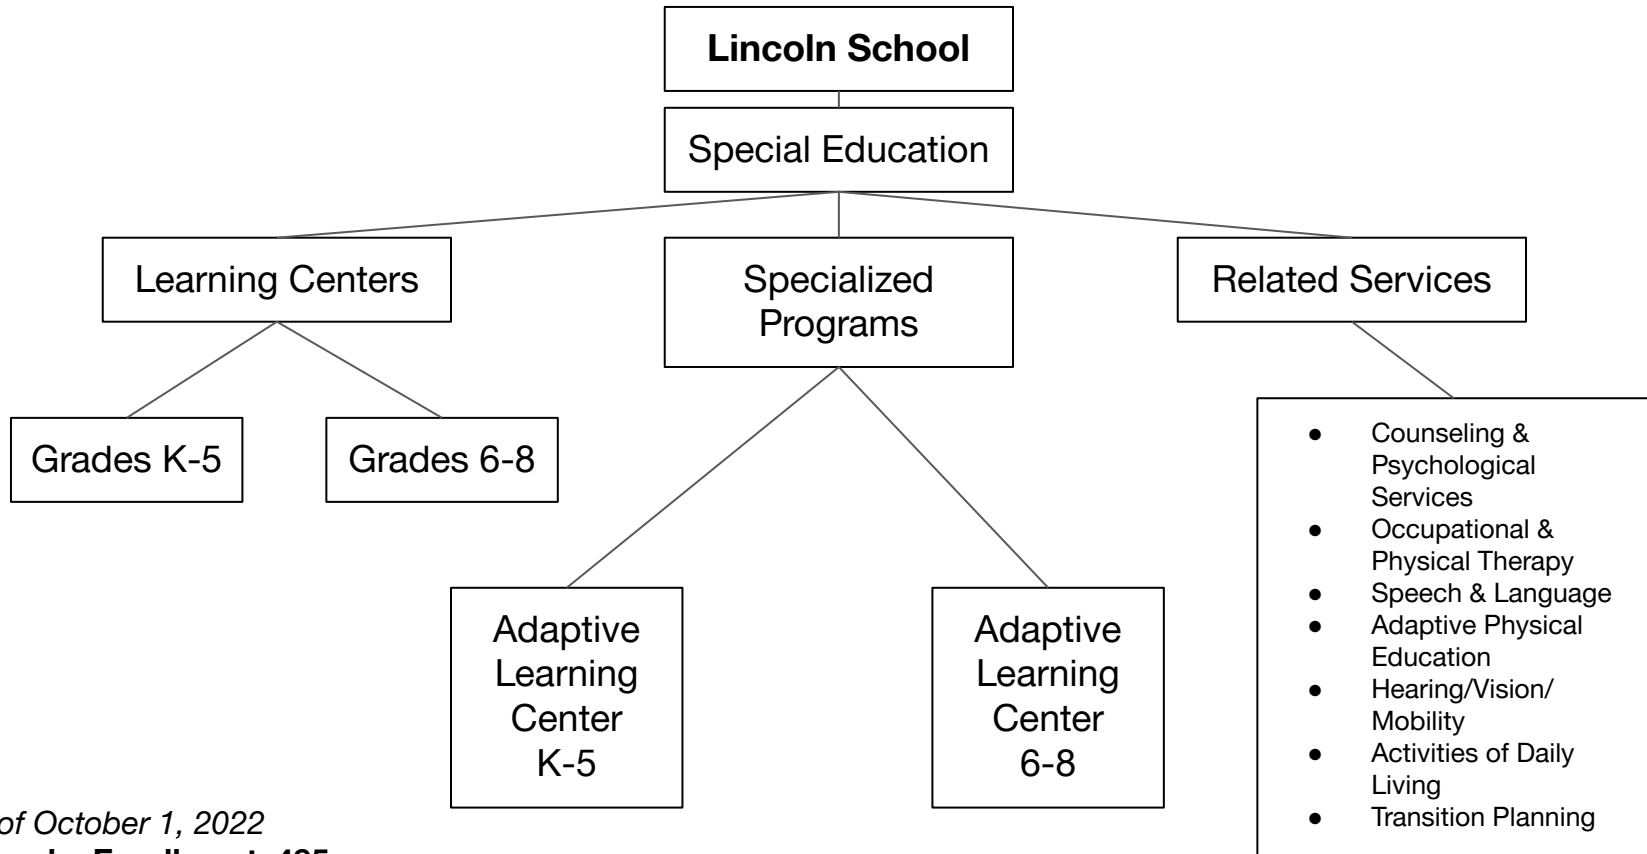 Lincoln School
Special Education
Learning Centers
Specialized
Programs
Related Services
Grades K-5
Grades 6-8
Adaptive
Learning
Center
K-5
Adaptive
Learning
Center
6-8
● Counseling &
Psychological
Services
● Occupational &
Physical Therapy
● Speech & Language
● Adaptive Physical
Education
● Hearing/Vision/
Mobility
● Activities of Daily
Living
● Transition Planning
of October 1, 2022